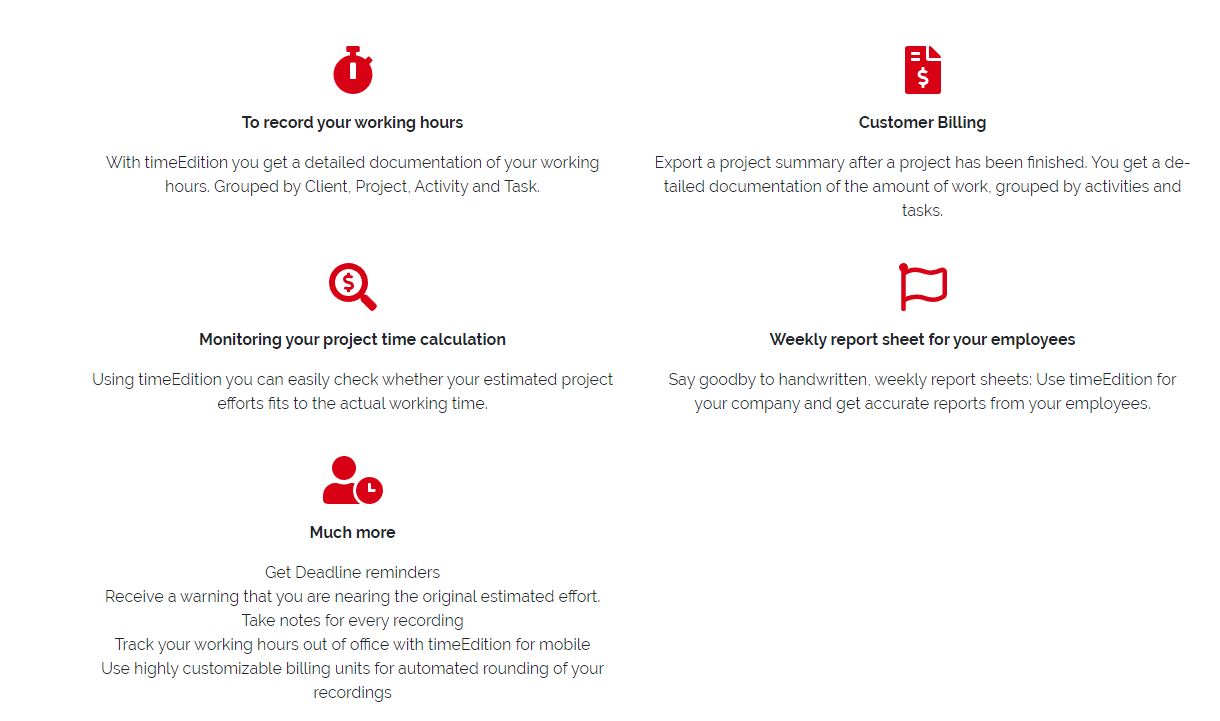 To record your working hours
With timeEdition you get a detailed documentation of your working
hours. Grouped by Client, Project, Activity and Task.
Customer Billing
Export a project summary after a project has been finished. You get a de-
tailed documentation of the amount of work, grouped by activities and
tasks.
Monitoring your project time calculation
Using timeEdition you can easily check whether your estimated project
efforts fits to the actual working time.
Weekly report sheet for your employees
Say goodby to handwritten, weekly report sheets: Use timeEdition for
your company and get accurate reports from your employees.
Much more
Get Deadline reminders
Receive a warning that you are nearing the original estimated effort.
Take notes for every recording
Track your working hours out of office with timeEdition for mobile
Use highly customizable billing units for automated rounding of your
recordings